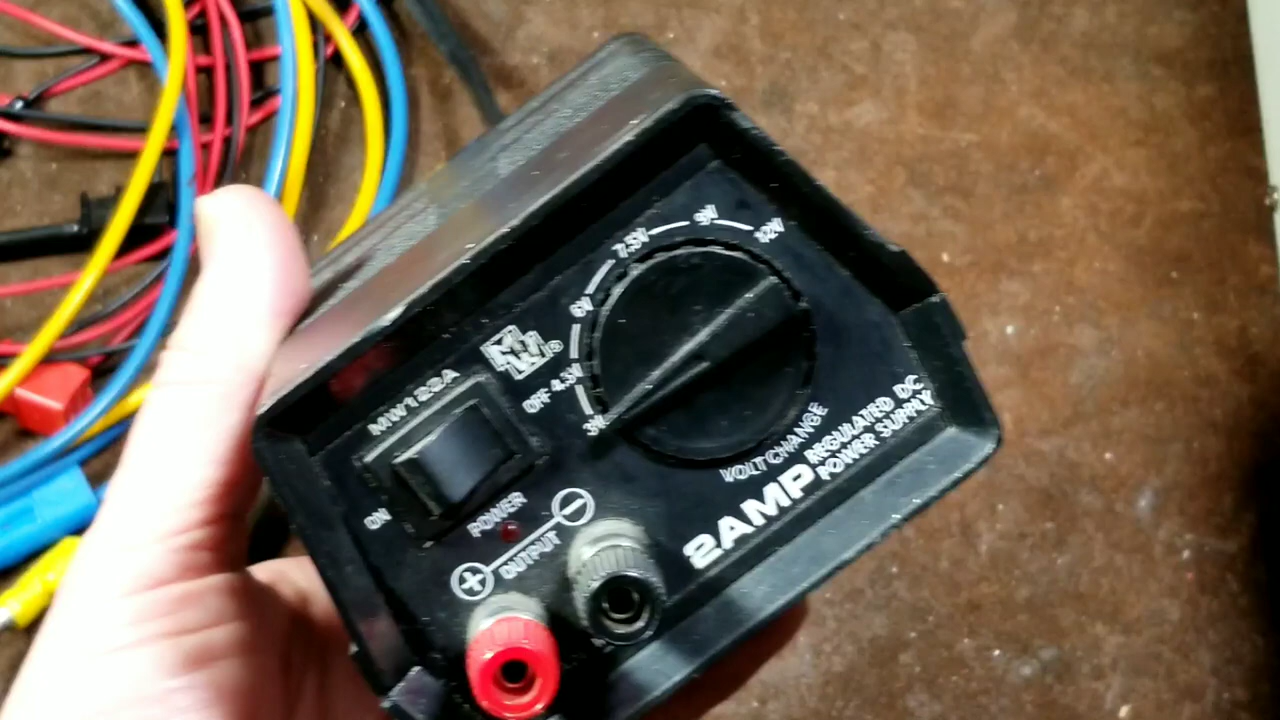 3V
4.5V
6V
7.5V
9V
12V
VOLT CHANGE
MW®
MW122A
OFF
ON
POWER
+ OUTPUT −
2AMP REGULATED DC
POWER SUPPLY